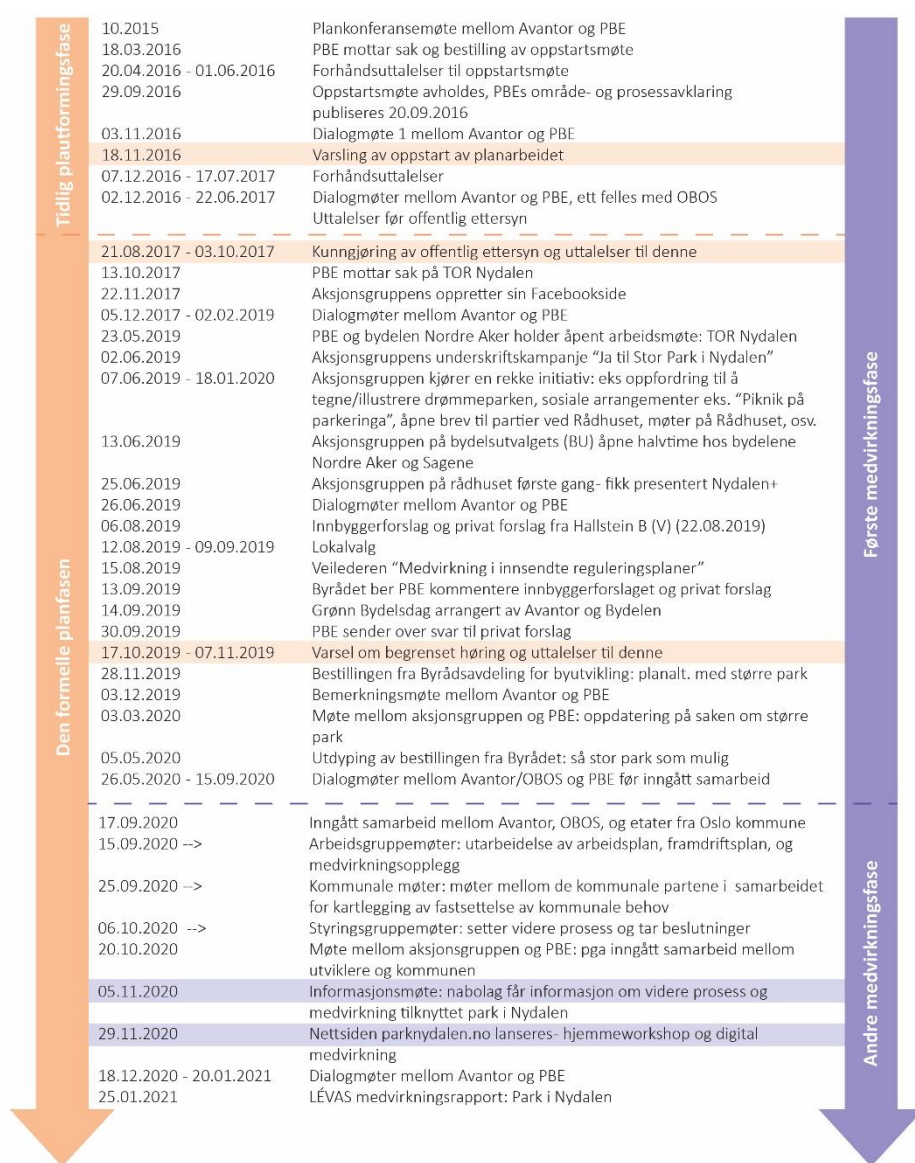 Tidlig plautformingsfase
10.2015 Plankonferansemøte mellom Avantor og PBE
18.03.2016 PBE mottar sak og bestilling av oppstartsmøte
20.04.2016 - 01.06.2016 Forhåndsuttalelser til oppstartsmøte
29.09.2016 Oppstartsmøte avholdes, PBEs område- og prosessavklaring
publiseres 20.09.2016
03.11.2016 Dialogmøte 1 mellom Avantor og PBE
18.11.2016 Varsling av oppstart av planarbeidet
07.12.2016 - 17.07.2017 Forhåndsuttalelser
02.12.2016 - 22.06.2017 Dialogmøter mellom Avantor og PBE, ett felles med OBOS
Uttalelser før offentlig ettersyn
Den formelle planfasen
Første medvirkningsfase
21.08.2017 - 03.10.2017 Kunngjøring av offentlig ettersyn og uttalelser til denne
13.10.2017 PBE mottar sak på TOR Nydalen
22.11.2017 Aksjonsgruppens oppretter sin Facebookside
05.12.2017 - 02.02.2019 Dialogmøter mellom Avantor og PBE
23.05.2019 PBE og bydelen Nordre Aker holder åpent arbeidsmøte: TOR Nydalen
02.06.2019 Aksjonsgruppens underskriftskampanje “Ja til Stor Park i Nydalen”
07.06.2019 - 18.01.2020 Aksjonsgruppen kjører en rekke initiativ: eks oppfordring til å
tegne/illustrere drømmeparken, sosiale arrangementer eks. “Piknik på
parkeringa”, åpne brev til partier ved Rådhuset, møter på Rådhuset, osv.
13.06.2019 Aksjonsgruppen på bydelsutvalgets (BU) åpne halvtime hos bydelene
Nordre Aker og Sagene
25.06.2019 Aksjonsgruppen på rådhuset første gang- fikk presentert Nydalen+
26.06.2019 Dialogmøter mellom Avantor og PBE
06.08.2019 Innbyggerforslag og privat forslag fra Hallstein B (V) (22.08.2019)
12.08.2019 - 09.09.2019 Lokalvalg
15.08.2019 Veilederen “Medvirkning i innsendte reguleringsplaner”
13.09.2019 Byrådet ber PBE kommentere innbyggerforslaget og privat forslag
14.09.2019 Grønn Bydelsdag arrangert av Avantor og Bydelen
30.09.2019 PBE sender over svar til privat forslag
17.10.2019 - 07.11.2019 Varsel om begrenset høring og uttalelser til denne
28.11.2019 Bestillingen fra Byrådsavdeling for byutvikling: planalt. med større park
03.12.2019 Bemerkningsmøte mellom Avantor og PBE
03.03.2020 Møte mellom aksjonsgruppen og PBE: oppdatering på saken om større
park
05.05.2020 Utdyping av bestillingen fra Byrådet: så stor park som mulig
26.05.2020 - 15.09.2020 Dialogmøter mellom Avantor/OBOS og PBE før inngått samarbeid
Andre medvirkningsfase
17.09.2020 Inngått samarbeid mellom Avantor, OBOS, og etater fra Oslo kommune
15.09.2020 --> Arbeidsgruppemøter: utarbeidelse av arbeidsplan, framdriftsplan, og
medvirkningsopplegg
25.09.2020 --> Kommunale møter: møter mellom de kommunale partene i samarbeidet
for kartlegging av fastsettelse av kommunale behov
06.10.2020 --> Styringsgruppemøter: setter videre prosess og tar beslutninger
20.10.2020 Møte mellom aksjonsgruppen og PBE: pga inngått samarbeid mellom
utviklere og kommunen
05.11.2020 Informasjonsmøte: nabolag får informasjon om videre prosess og
medvirkning tilknyttet park i Nydalen
29.11.2020 Nettsiden parknydalen.no lanseres- hjemmeworkshop og digital
medvirkning
18.12.2020 - 20.01.2021 Dialogmøter mellom Avantor og PBE
25.01.2021 LÉVAS medvirkningsrapport: Park i Nydalen